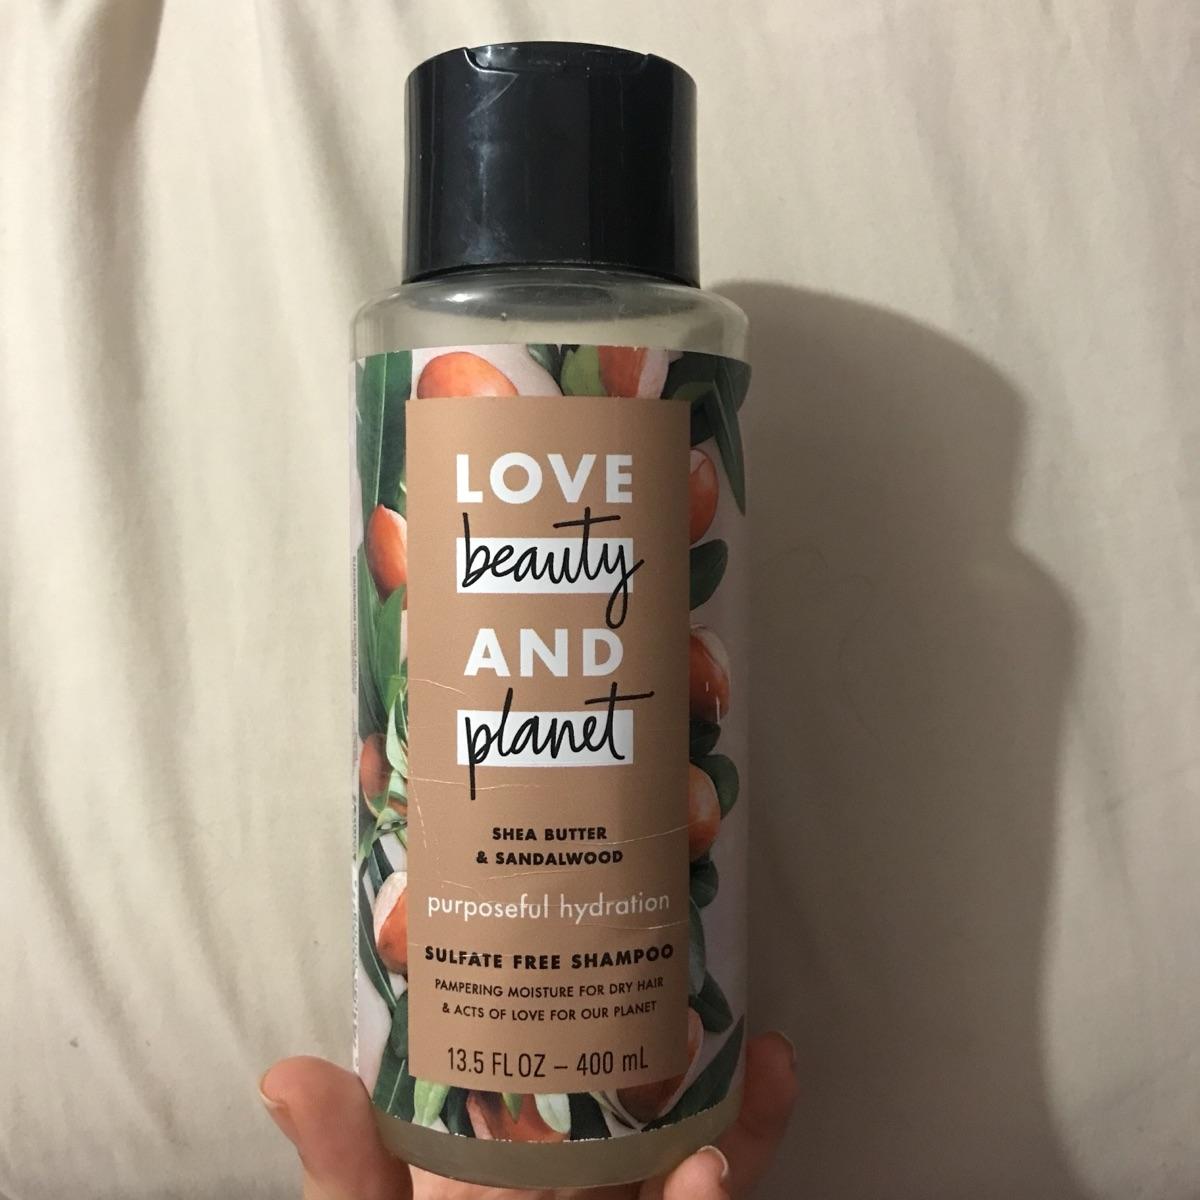 LOVE
beauty
AND
planet
SHEA BUTTER
& SANDALWOOD
purposeful hydration
SULFATE FREE SHAMPOO
PAMPERING MOISTURE FOR DRY HAIR
& ACTS OF LOVE FOR OUR PLANET
13.5 FL OZ – 400 mL